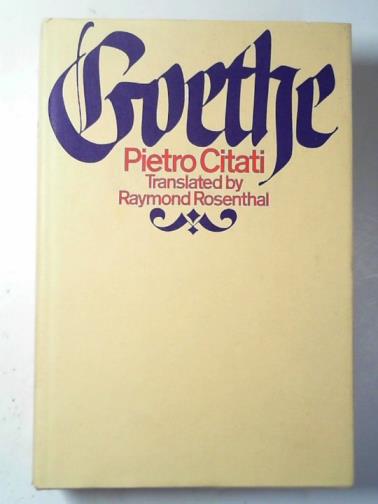 Goethe
Pietro Citati
Translated by
Raymond Rosenthal